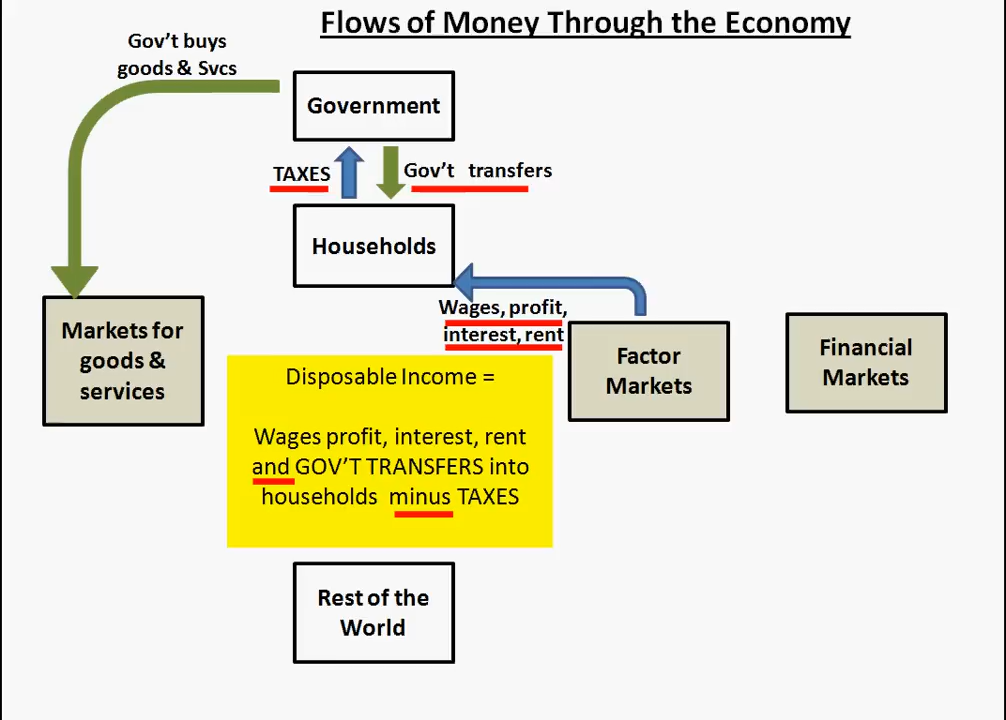 Flows of Money Through the Economy
Gov't buys
goods & Svcs
Government
TAXES
Gov't transfers
Households
Wages, profit,
interest, rent
Markets for
goods &
services
Factor
Markets
Financial
Markets
Disposable Income =
Wages profit, interest, rent
and GOV'T TRANSFERS into
households minus TAXES
Rest of the
World